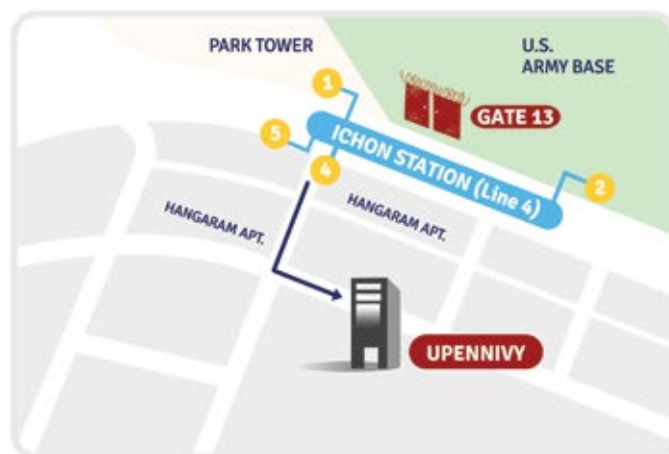 PARK TOWER
U.S.
ARMY BASE
1
GATE 13
5
ICHON STATION (Line 4)
4
2
HANGARAM APT.
HANGARAM APT.
UPENNIVY